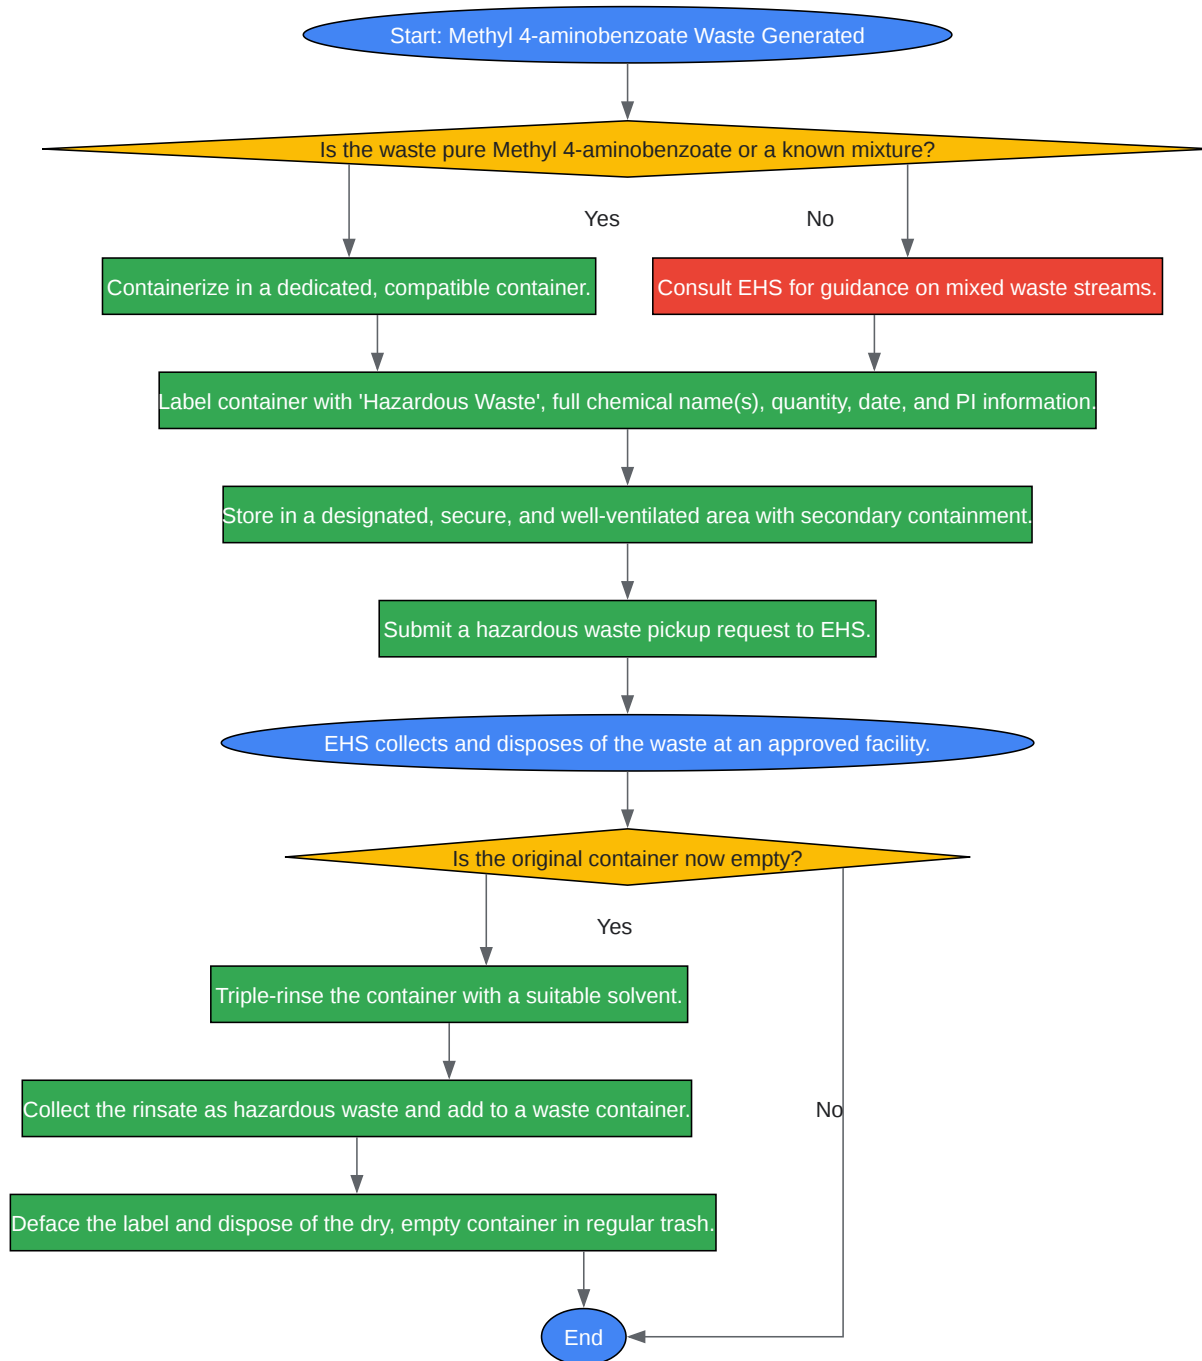 Start: Methyl 4-aminobenzoate Waste Generated
Is the waste pure Methyl 4-aminobenzoate or a known mixture?
Yes
No
Containerize in a dedicated, compatible container.
Consult EHS for guidance on mixed waste streams.
Label container with 'Hazardous Waste', full chemical name(s), quantity, date, and PI information.
Store in a designated, secure, and well-ventilated area with secondary containment.
Submit a hazardous waste pickup request to EHS.
EHS collects and disposes of the waste at an approved facility.
Is the original container now empty?
Yes
Triple-rinse the container with a suitable solvent.
Collect the rinsate as hazardous waste and add to a waste container.
No
Deface the label and dispose of the dry, empty container in regular trash.
End